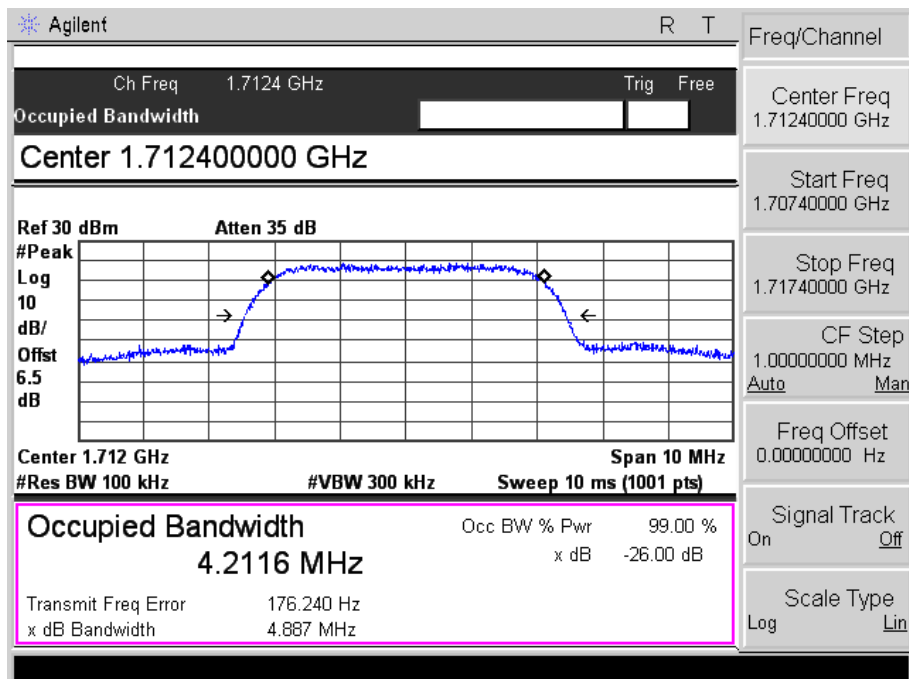 Agilent R T
Ch Freq 1.7124 GHz Trig Free
Occupied Bandwidth
Center 1.712400000 GHz
Ref 30 dBm Atten 35 dB
#Peak
Log
10
dB/
Offst
6.5
dB
Center 1.712 GHz Span 10 MHz
#Res BW 100 kHz #VBW 300 kHz Sweep 10 ms (1001 pts)
Occupied Bandwidth
4.2116 MHz
Occ BW % Pwr 99.00 %
x dB -26.00 dB
Transmit Freq Error 176.240 Hz
x dB Bandwidth 4.887 MHz
Freq/Channel
Center Freq
1.71240000 GHz
Start Freq
1.70740000 GHz
Stop Freq
1.71740000 GHz
CF Step
1.00000000 MHz
Auto Man
Freq Offset
0.00000000 Hz
Signal Track
On Off
Scale Type
Log Lin